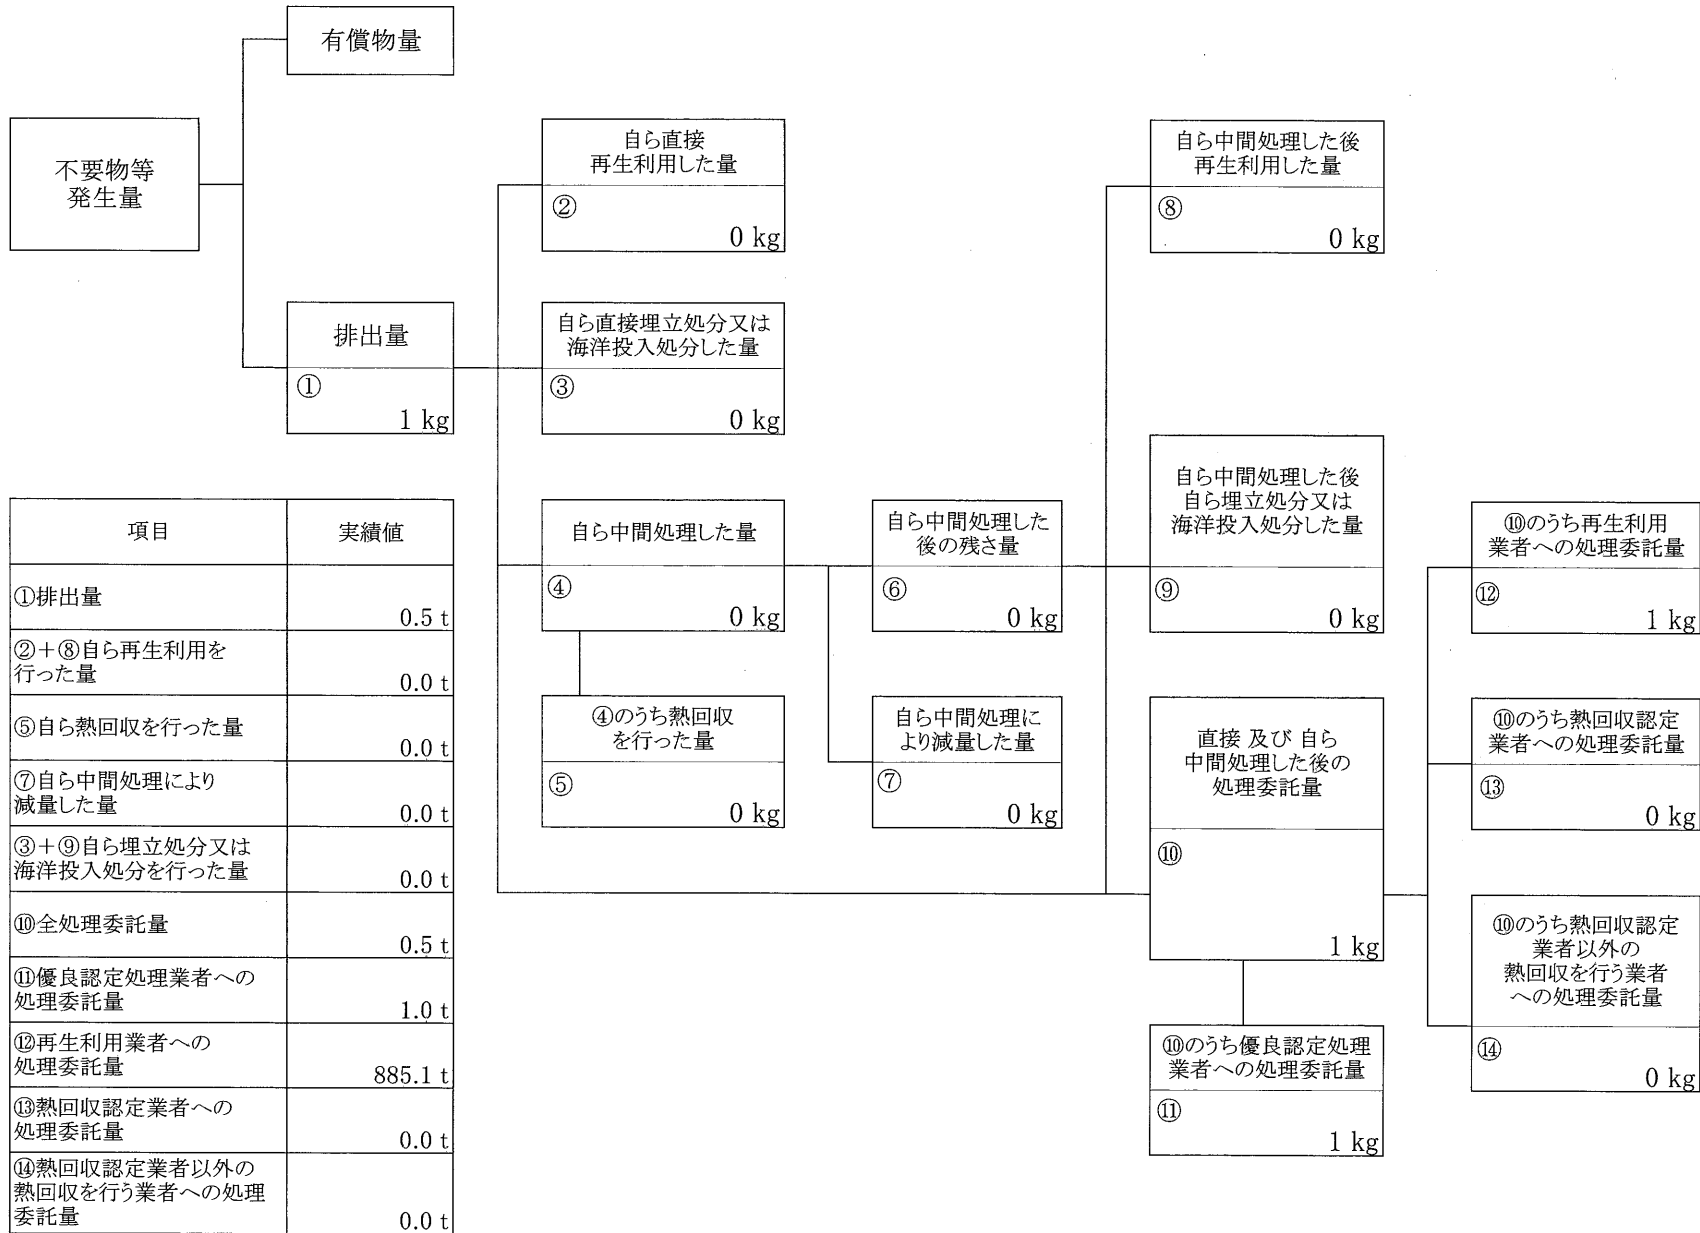 有償物量
不要物等
発生量
排出量
①
1 kg
自ら直接
再生利用した量
②
0 kg
自ら直接埋立処分又は
海洋投入処分した量
③
0 kg
自ら中間処理した量
④
0 kg
④のうち熱回収
を行った量
⑤
0 kg
自ら中間処理した
後の残さ量
⑥
0 kg
自ら中間処理に
より減量した量
⑦
0 kg
自ら中間処理した後
再生利用した量
⑧
0 kg
自ら中間処理した後
自ら埋立処分又は
海洋投入処分した量
⑨
0 kg
直接 及び 自ら
中間処理した後の
処理委託量
⑩
1 kg
⑩のうち優良認定処理
業者への処理委託量
⑪
1 kg
⑩のうち再生利用
業者への処理委託量
⑫
1 kg
⑩のうち熱回収認定
業者への処理委託量
⑬
0 kg
⑩のうち熱回収認定
業者以外の
熱回収を行う業者
への処理委託量
⑭
0 kg
項目 実績値
①排出量
0.5 t
②+⑧自ら再生利用を
行った量
0.0 t
⑤自ら熱回収を行った量
0.0 t
⑦自ら中間処理により
減量した量
0.0 t
③+⑨自ら埋立処分又は
海洋投入処分を行った量
0.0 t
⑩全処理委託量
0.5 t
⑪優良認定処理業者への
処理委託量
1.0 t
⑫再生利用業者への
処理委託量
885.1 t
⑬熱回収認定業者への
処理委託量
0.0 t
⑭熱回収認定業者以外の
熱回収を行う業者への処理
委託量
0.0 t